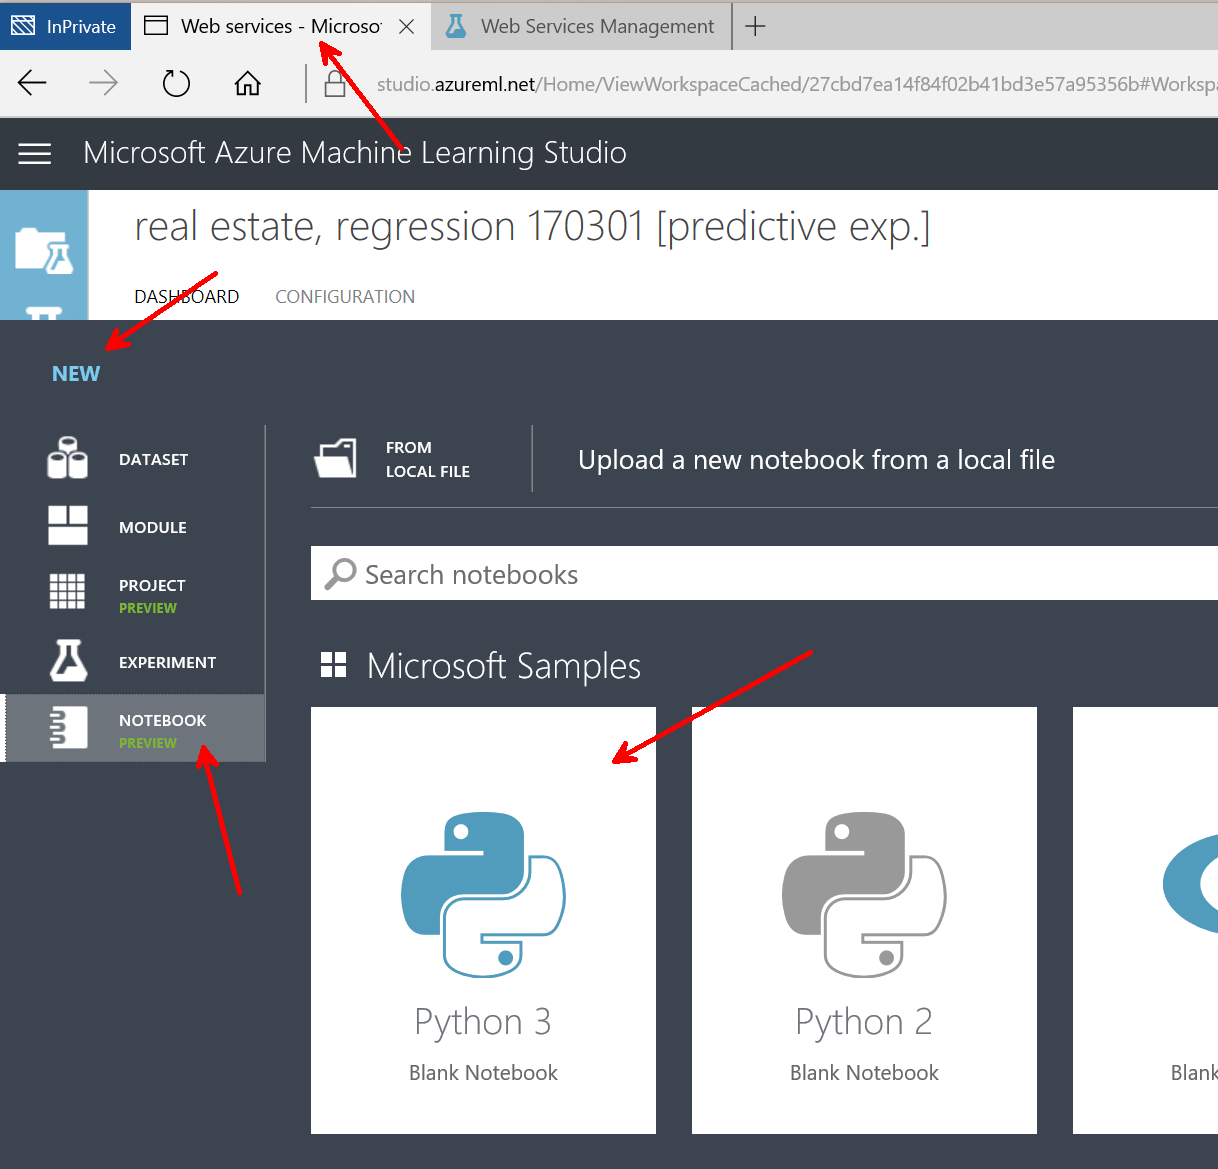 InPrivate
Web services - Microso
Web Services Management
studio.azureml.net/Home/ViewWorkspaceCached/27cbd7ea14f84f02b41bd3e57a95356b#Worksp
Microsoft Azure Machine Learning Studio
real estate, regression 170301 [predictive exp.]
DASHBOARD
CONFIGURATION
NEW
DATASET
MODULE
PROJECT
PREVIEW
EXPERIMENT
NOTEBOOK
PREVIEW
FROM
LOCAL FILE
Upload a new notebook from a local file
Search notebooks
Microsoft Samples
Python 3
Blank Notebook
Python 2
Blank Notebook
Blank